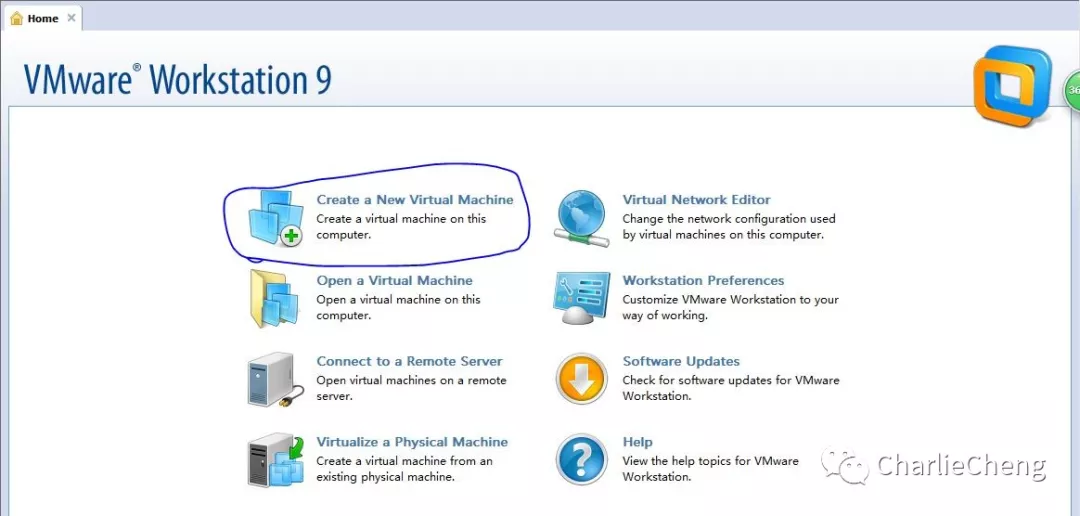 Home
VMware® Workstation 9
36
Create a New Virtual Machine
Create a virtual machine on this
computer.
Virtual Network Editor
Change the network configuration used
by virtual machines on this computer.
Open a Virtual Machine
Open a virtual machine on this
computer.
Workstation Preferences
Customize VMware Workstation to your
way of working.
Connect to a Remote Server
Open virtual machines on a remote
server.
Software Updates
Check for software updates for VMware
Workstation.
Virtualize a Physical Machine
Create a virtual machine from an
existing physical machine.
Help
View the help topics for VMware
Workstation.
CharlieCheng